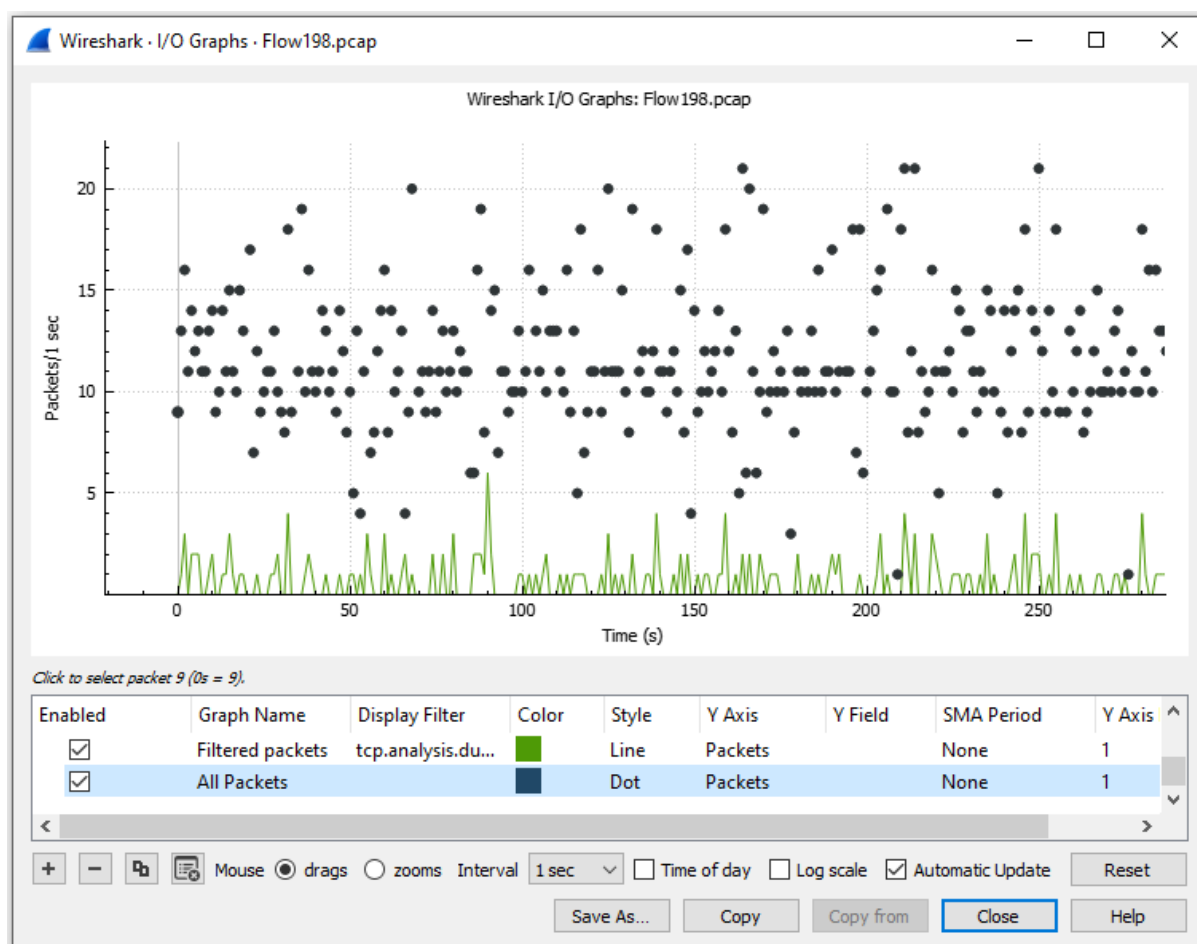 Wireshark · I/O Graphs · Flow198.pcap
Wireshark I/O Graphs: Flow198.pcap
20
15
10
5
Packets/1 sec
0 50 100 150 200 250
Time (s)
Click to select packet 9 (0s = 9).
Enabled Graph Name Display Filter Color Style Y Axis Y Field SMA Period Y Axis
Filtered packets tcp.analysis.du... Line Packets None 1
All Packets Dot Packets None 1
Mouse drags zooms Interval 1 sec Time of day Log scale Automatic Update Reset
Save As... Copy Copy from Close Help